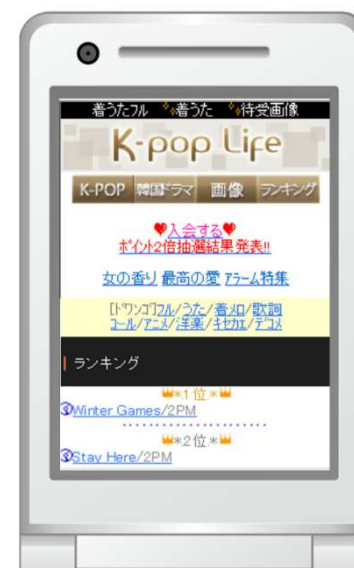 着うたフル 着うた 待受画像
K-pop Life
K-POP 韓国ドラマ 画像 ランキング
入会する
ポイント2倍抽選結果発表!!
女の香り 最高の愛 アラーム特集
[ドワンゴ]フル/うた/着メロ/歌詞
コール/アニメ/洋楽/キセカエ/デコメ
ランキング
*.1位.*
Winter Games/2PM
*.2位.*
Stay Here/2PM